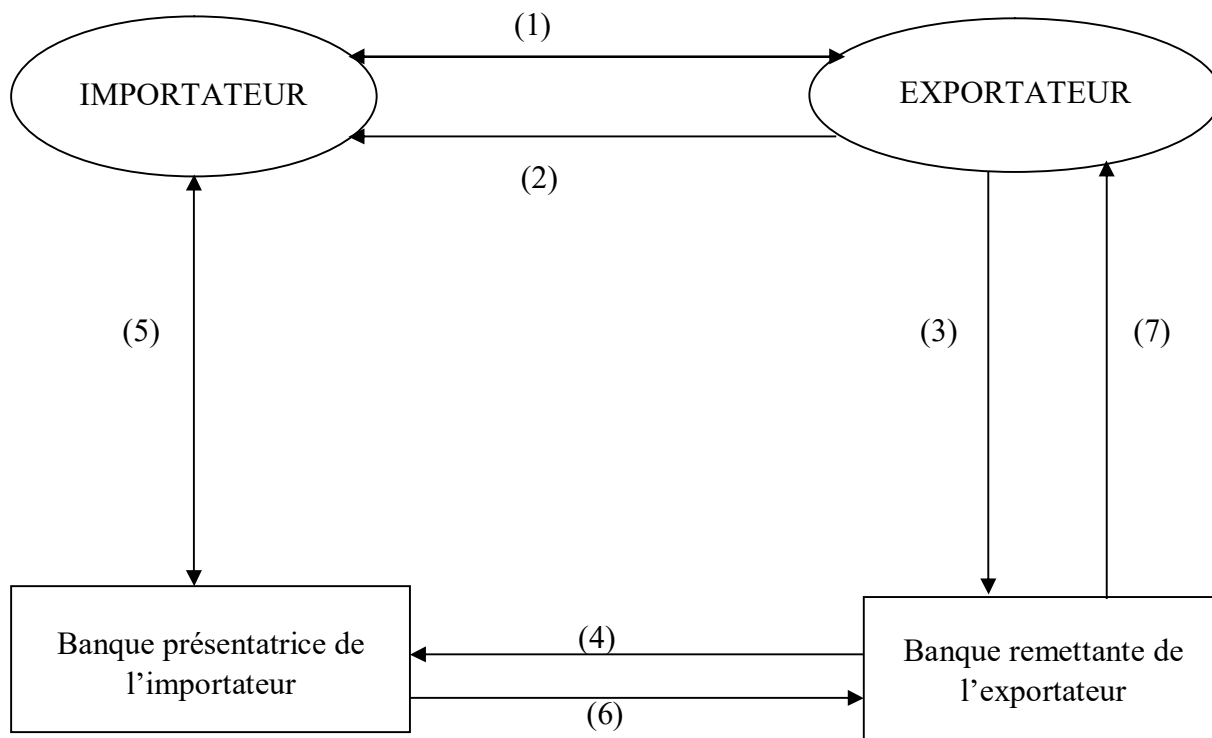 (1)
IMPORTATEUR
EXPORTATEUR
(2)
(5)
(3)
(7)
Banque présentatrice de
l’importateur
(4)
(6)
Banque remettante de
l’exportateur